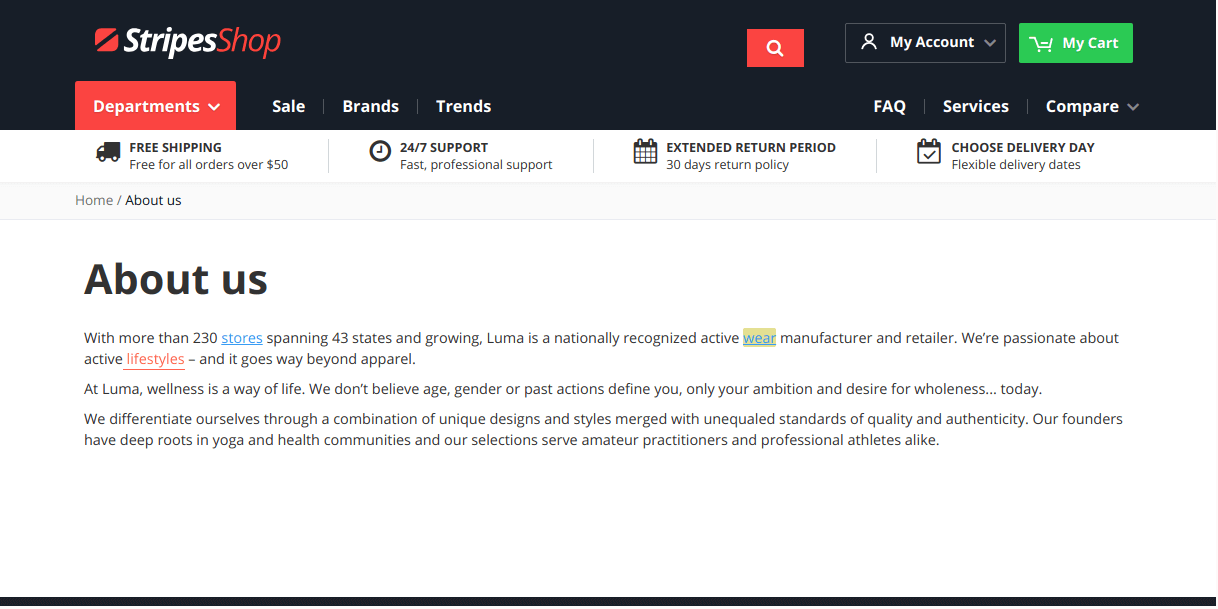 StripesShop
My Account
My Cart
Departments
Sale
Brands
Trends
FAQ
Services
Compare
FREE SHIPPING
Free for all orders over $50
24/7 SUPPORT
Fast, professional support
EXTENDED RETURN PERIOD
30 days return policy
CHOOSE DELIVERY DAY
Flexible delivery dates
Home / About us
About us
With more than 230 stores spanning 43 states and growing, Luma is a nationally recognized active wear manufacturer and retailer. We’re passionate about
active lifestyles – and it goes way beyond apparel.
At Luma, wellness is a way of life. We don’t believe age, gender or past actions define you, only your ambition and desire for wholeness... today.
We differentiate ourselves through a combination of unique designs and styles merged with unequaled standards of quality and authenticity. Our founders
have deep roots in yoga and health communities and our selections serve amateur practitioners and professional athletes alike.